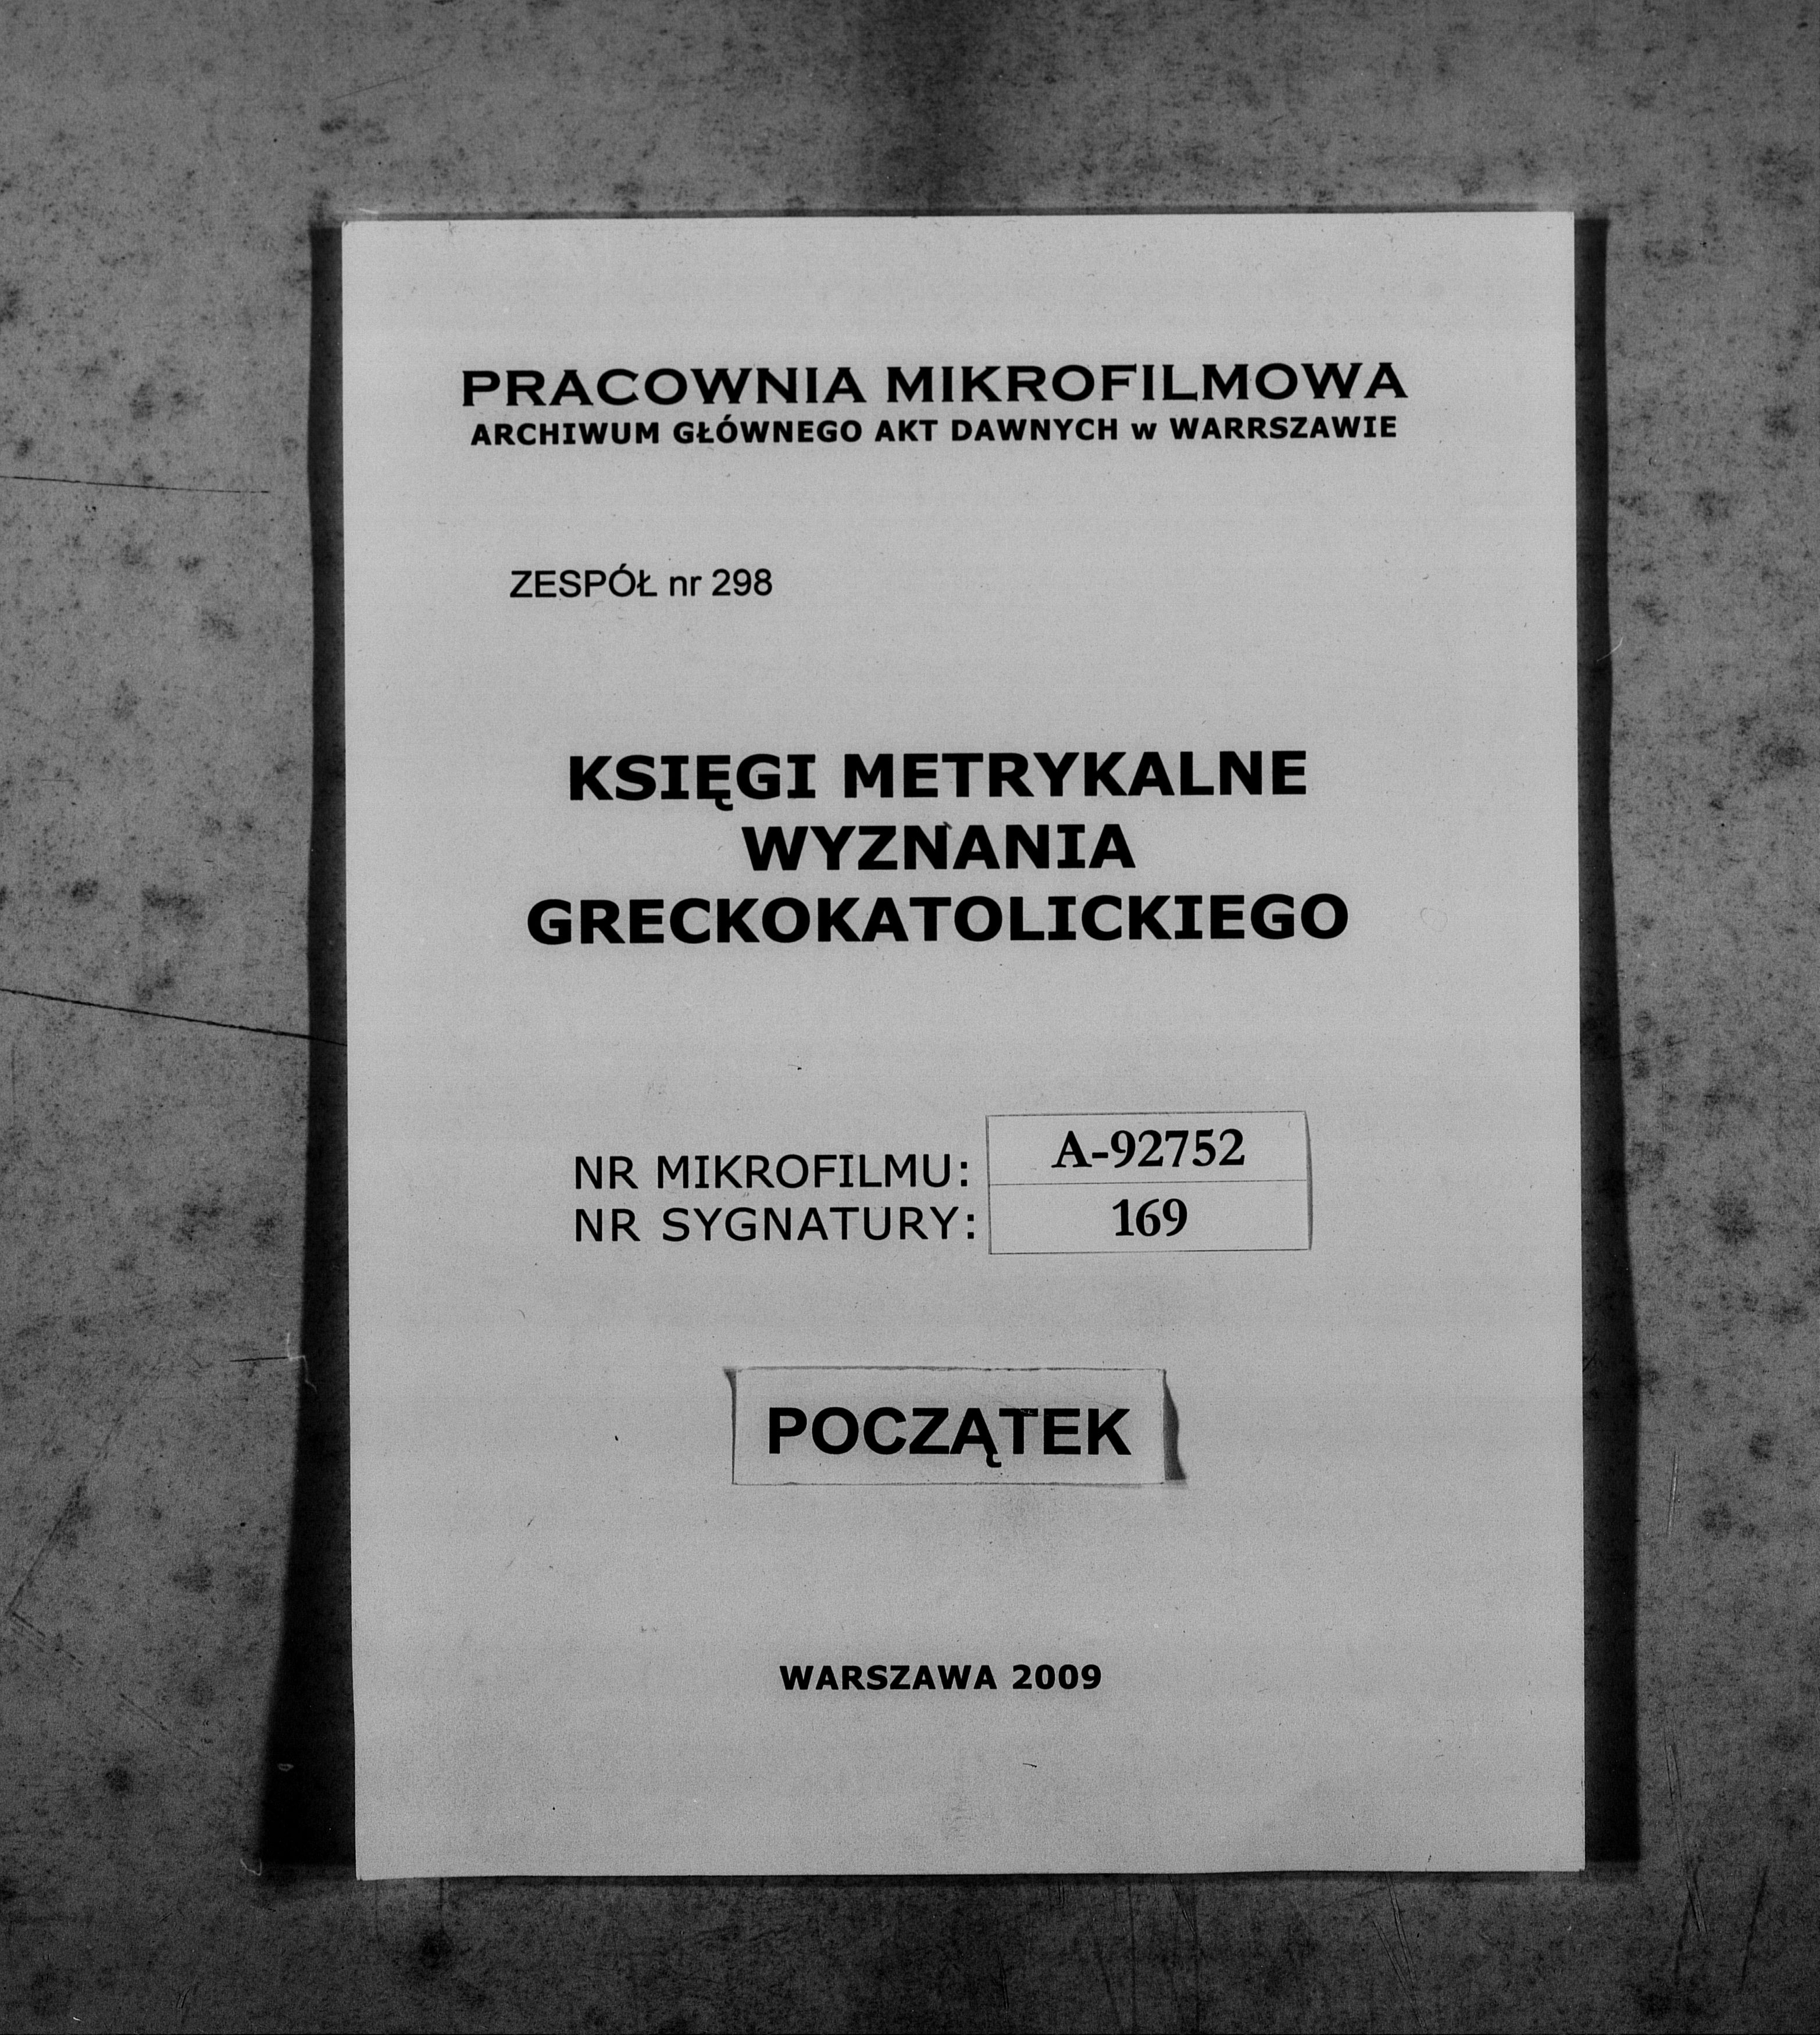 PRACOWNIA MIKROFILMOWA
ARCHIWUM GŁÓWNEGO AKT DAWNYCH w WARRSZAWIE
ZESPÓŁ nr 298
KSIĘGI METRYKALNE
WYZNANIA
GRECKOKATOLICKIEGO
NR MIKROFILMU: A-92752
NR SYGNATURY: 169
POCZĄTEK
WARSZAWA 2009